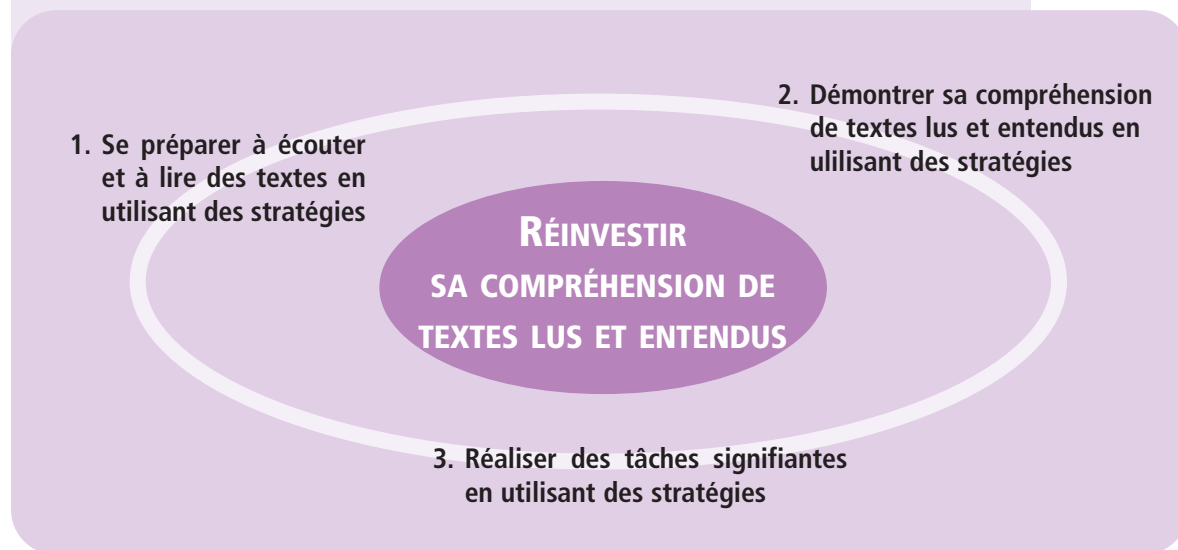 1. Se préparer à écouter
et à lire des textes en
utilisant des stratégies
2. Démontrer sa compréhension
de textes lus et entendus en
ulilisant des stratégies
RÉINVESTIR
SA COMPRÉHENSION DE
TEXTES LUS ET ENTENDUS
3. Réaliser des tâches signifiantes
en utilisant des stratégies